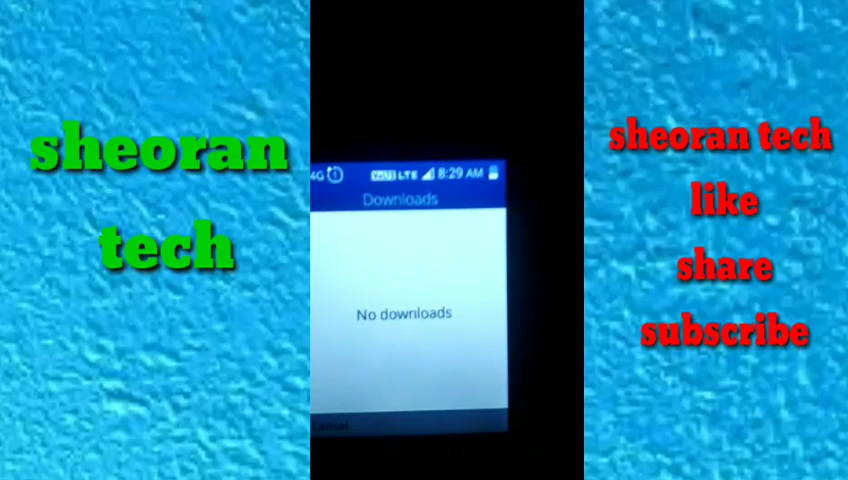 sheoran
tech
4G VoLTE LTE 8:29 AM
Downloads
No downloads
Cancel
sheoran tech
like
share
subscribe